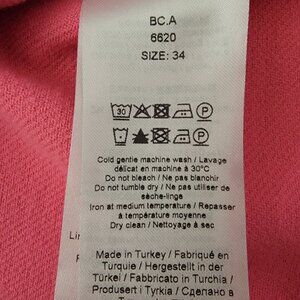 BC.A
6620
SIZE: 34
30
P
P
Cold gentle machine wash / Lavage
délicat en machine à 30°C
Do not bleach / Ne pas blanchir
Do not tumble dry / Ne pas utiliser de
sèche-linge
Iron at medium temperature / Repasser
à température moyenne
Dry clean / Nettoyage à sec
Made in Turkey / Fabriqué en
Turquie / Hergestellt in der
Türkei / Fabbricato in Turchia /
Produsert i Tyrkia / Сделано в